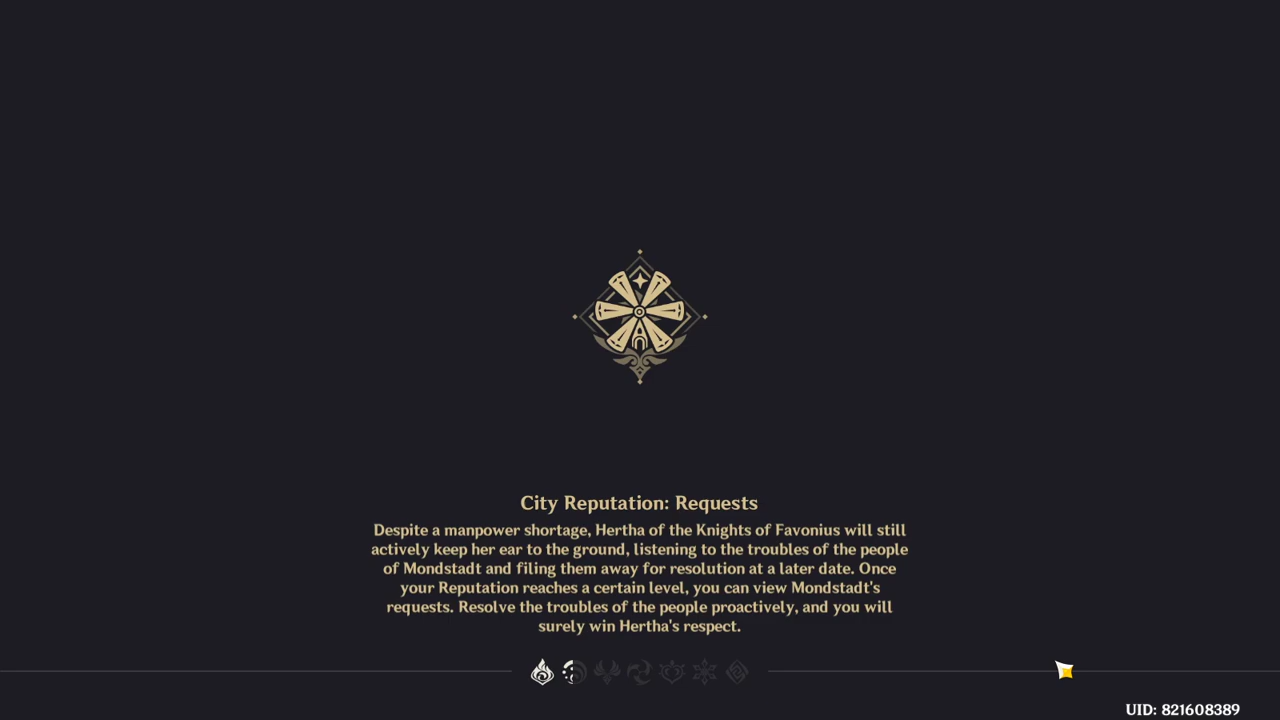 City Reputation: Requests
Despite a manpower shortage, Hertha of the Knights of Favonius will still
actively keep her ear to the ground, listening to the troubles of the people
of Mondstadt and filing them away for resolution at a later date. Once
your Reputation reaches a certain level, you can view Mondstadt's
requests. Resolve the troubles of the people proactively, and you will
surely win Hertha's respect.
UID: 821608389